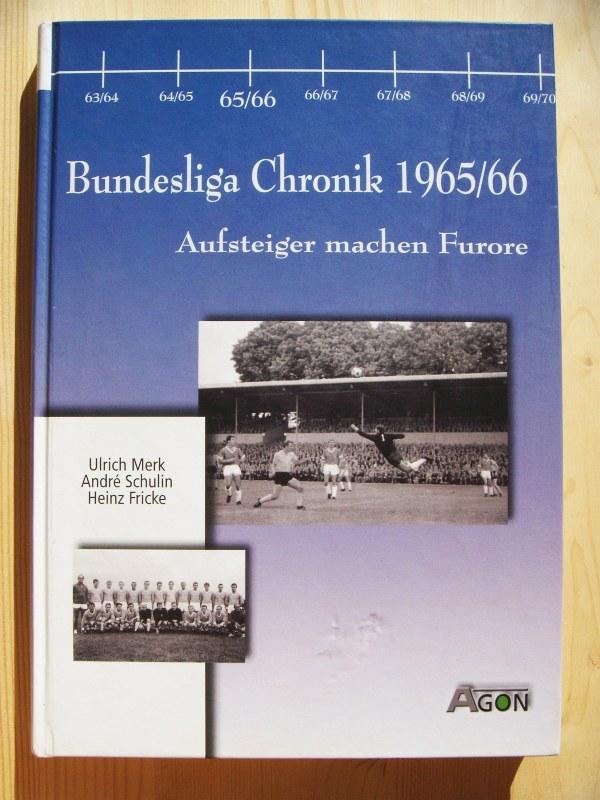 63/64 64/65 65/66 66/67 67/68 68/69 69/70
Bundesliga Chronik 1965/66
Aufsteiger machen Furore
Ulrich Merk
André Schulin
Heinz Fricke
AGON